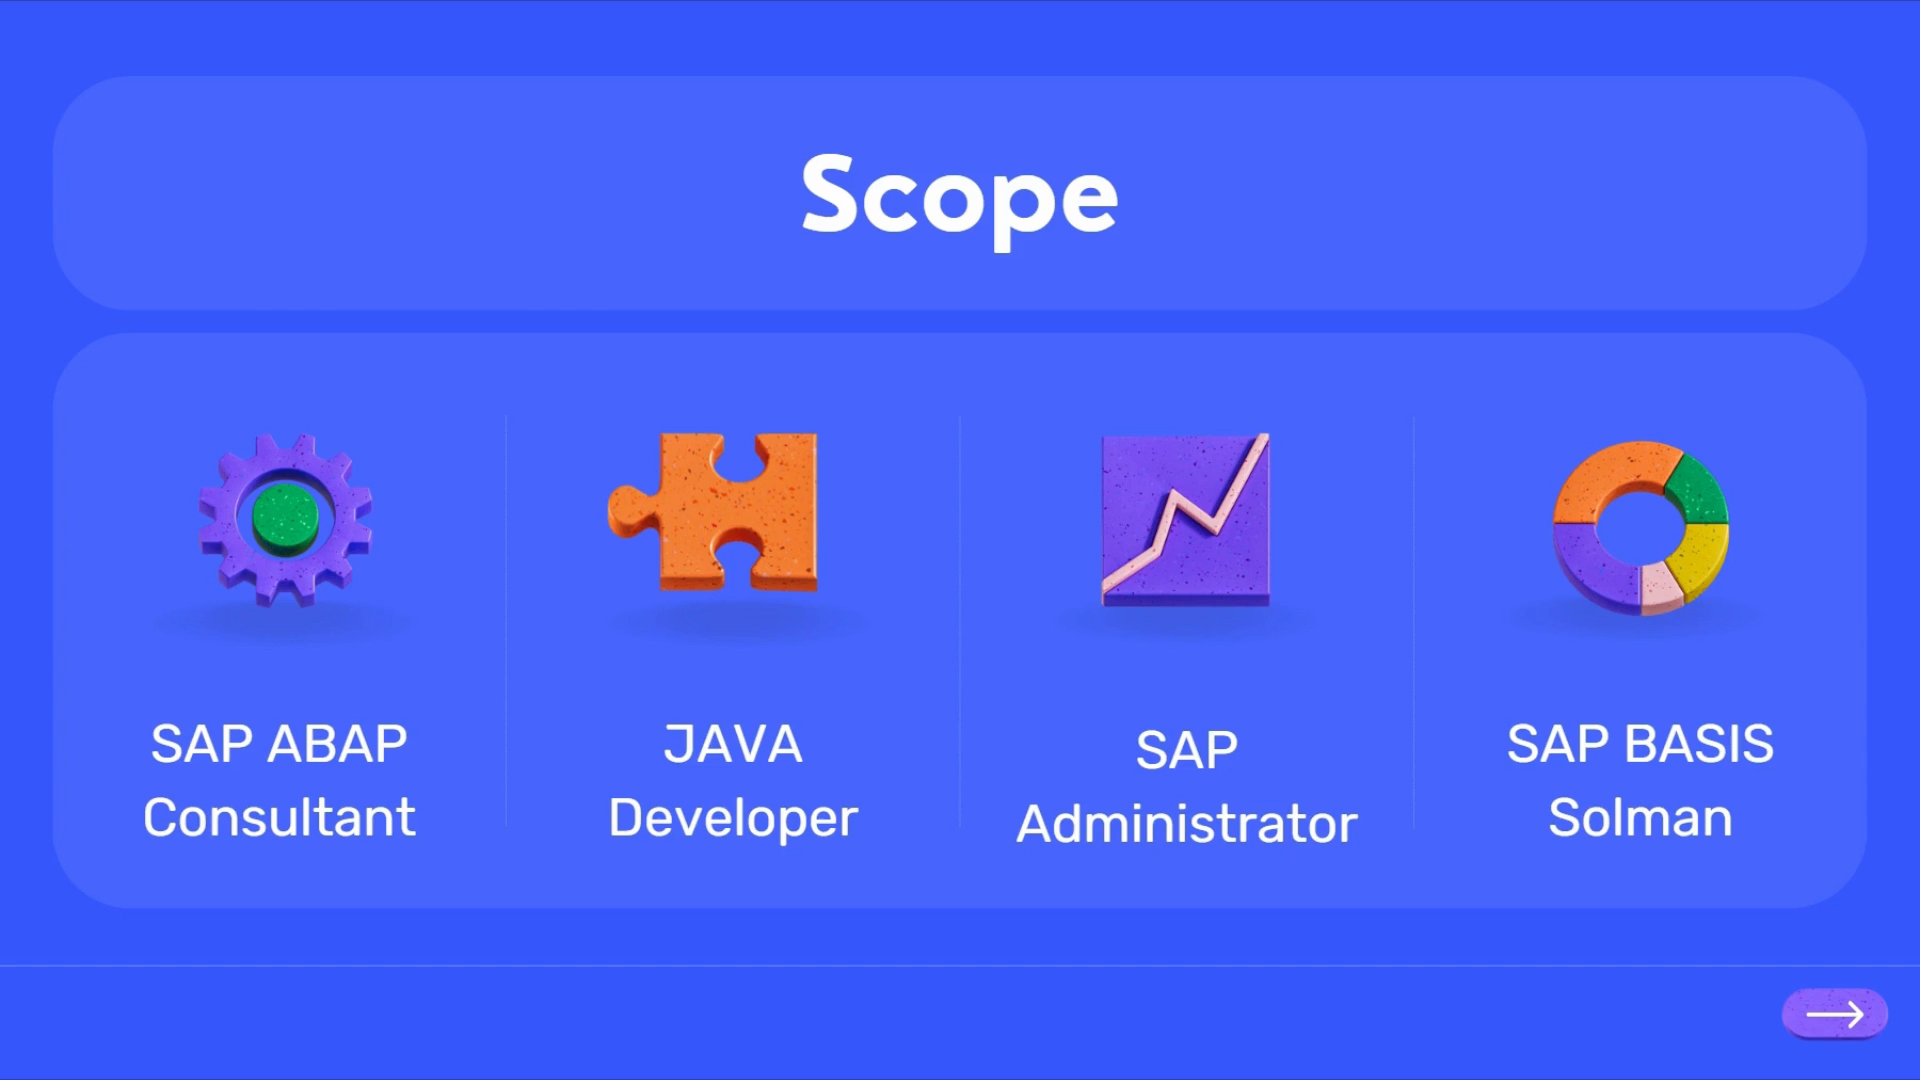 Scope
SAP ABAP
Consultant
JAVA
Developer
SAP
Administrator
SAP BASIS
Solman